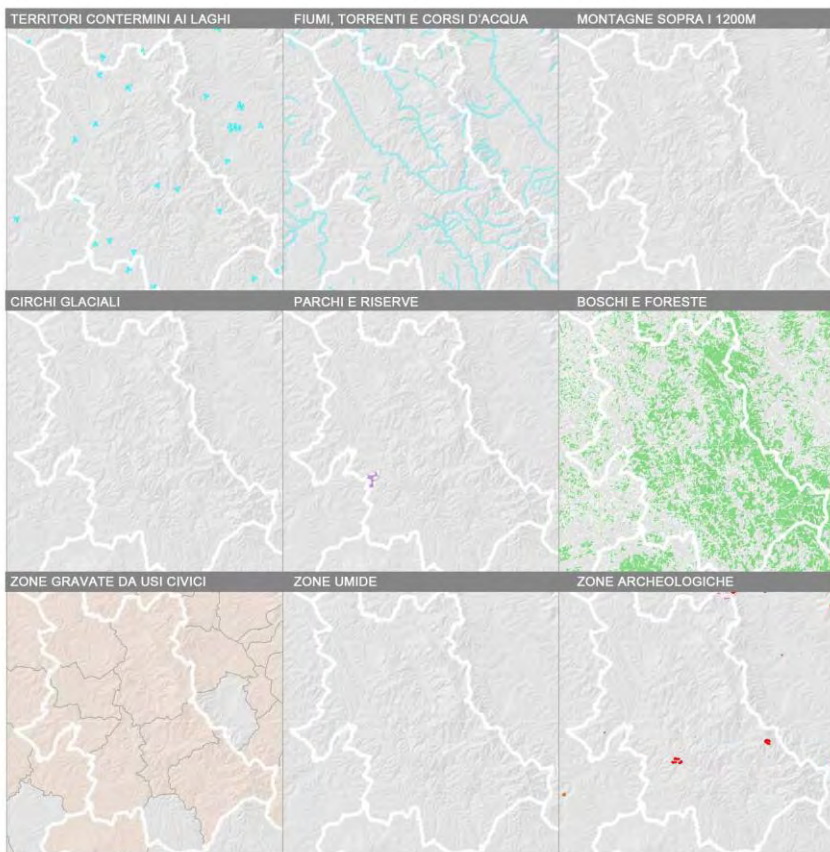 TERRITORI CONTERMINI AI LAGHI
FIUMI, TORRENTI E CORSI D'ACQUA
MONTAGNE SOPRA I 1200M
CIRCHI GLACIALI
PARCHI E RISERVE
BOSCHI E FORESTE
ZONE GRAVATE DA USI CIVICI
ZONE UMIDE
ZONE ARCHEOLOGICHE